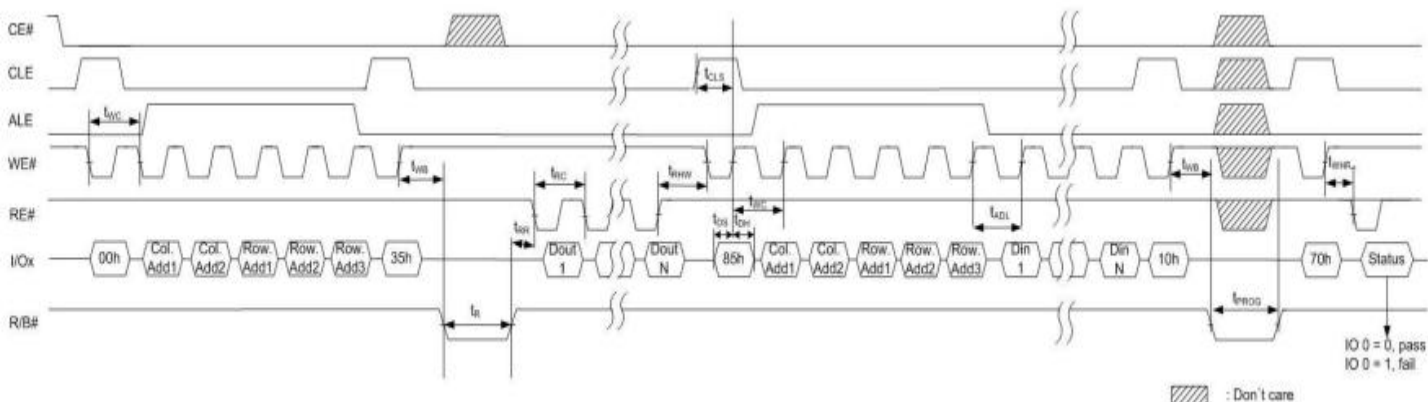 CE#
CLE
tCLS
ALE
tWC
WE#
tWB
tRHW
tWC
tADL
tWB
tWHR
RE#
tRC
tRR
tDS
tDH
I/Ox
00h
Col. Add1
Col. Add2
Row. Add1
Row. Add2
Row. Add3
35h
Dout 1
Dout N
85h
Col. Add1
Col. Add2
Row. Add1
Row. Add2
Row. Add3
Din 1
Din N
10h
70h
Status
R/B#
tR
tPROG
IO 0 = 0, pass
IO 0 = 1, fail
: Don´t care